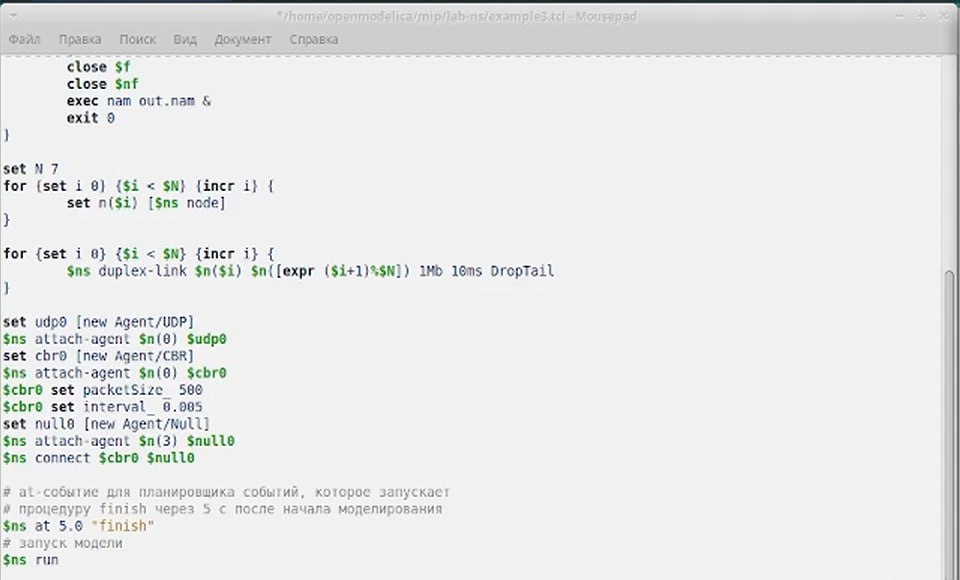 */home/openmodelica/mip/lab-ns/example3.tcl - Mousepad
Файл Правка Поиск Вид Документ Справка
close $f
close $nf
exec nam out.nam &
exit 0
}
set N 7
for {set i 0} {$i < $N} {incr i} {
set n($i) [$ns node]
}
for {set i 0} {$i < $N} {incr i} {
$ns duplex-link $n($i) $n([expr ($i+1)%$N]) 1Mb 10ms DropTail
}
set udp0 [new Agent/UDP]
$ns attach-agent $n(0) $udp0
set cbr0 [new Agent/CBR]
$ns attach-agent $n(0) $cbr0
$cbr0 set packetSize_ 500
$cbr0 set interval_ 0.005
set null0 [new Agent/Null]
$ns attach-agent $n(3) $null0
$ns connect $cbr0 $null0
# at-событие для планировщика событий, которое запускает
# процедуру finish через 5 с после начала моделирования
$ns at 5.0 "finish"
# запуск модели
$ns run